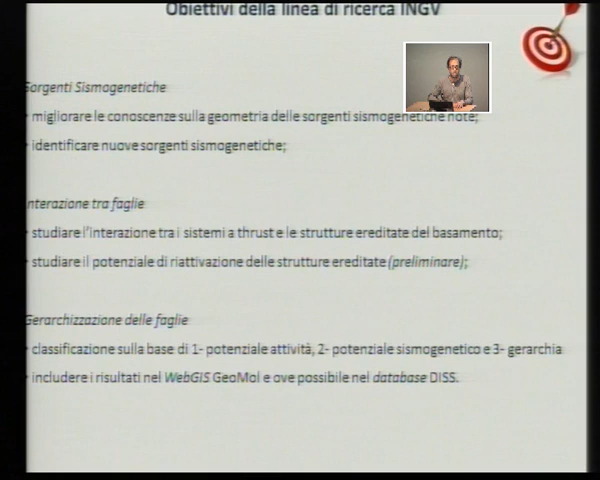 Obiettivi della linea di ricerca INGV
Sorgenti Sismogenetiche
migliorare le conoscenze sulla geometria delle sorgenti sismogenetiche note;
identificare nuove sorgenti sismogenetiche;
nterazione tra faglie
studiare l'interazione tra i sistemi a thrust e le strutture ereditate del basamento;
studiare il potenziale di riattivazione delle strutture ereditate (preliminare);
Gerarchizzazione delle faglie
classificazione sulla base di 1- potenziale attività, 2- potenziale sismogenetico e 3- gerarchia
includere i risultati nel WebGIS GeoMol e ove possibile nel database DISS.